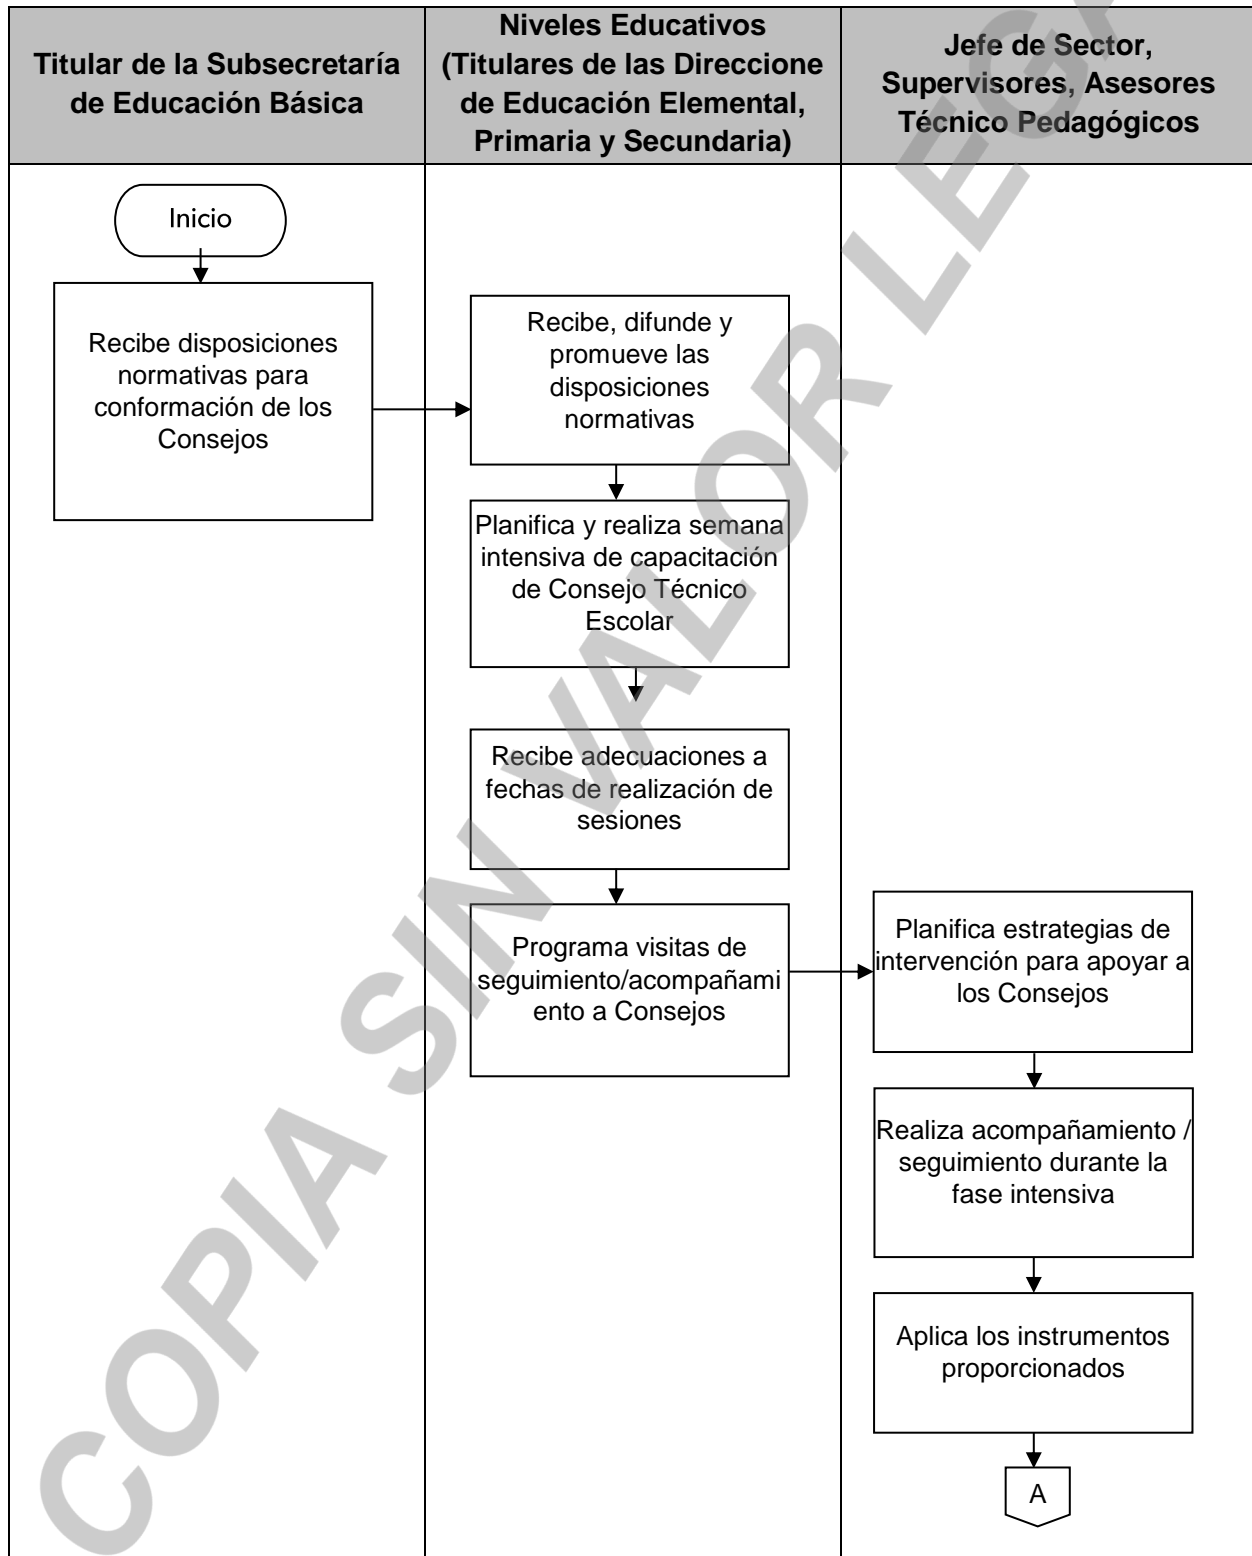 Titular de la Subsecretaría
de Educación Básica
Niveles Educativos
(Titulares de las Direccione
de Educación Elemental,
Primaria y Secundaria)
Jefe de Sector,
Supervisores, Asesores
Técnico Pedagógicos
Inicio
Recibe disposiciones
normativas para
conformación de los
Consejos
Recibe, difunde y
promueve las
disposiciones
normativas
Planifica y realiza semana
intensiva de capacitación
de Consejo Técnico
Escolar
Recibe adecuaciones a
fechas de realización de
sesiones
Programa visitas de
seguimiento/acompañami
ento a Consejos
Planifica estrategias de
intervención para apoyar a
los Consejos
Realiza acompañamiento /
seguimiento durante la
fase intensiva
Aplica los instrumentos
proporcionados
A
COPIA SIN VALOR LEGA